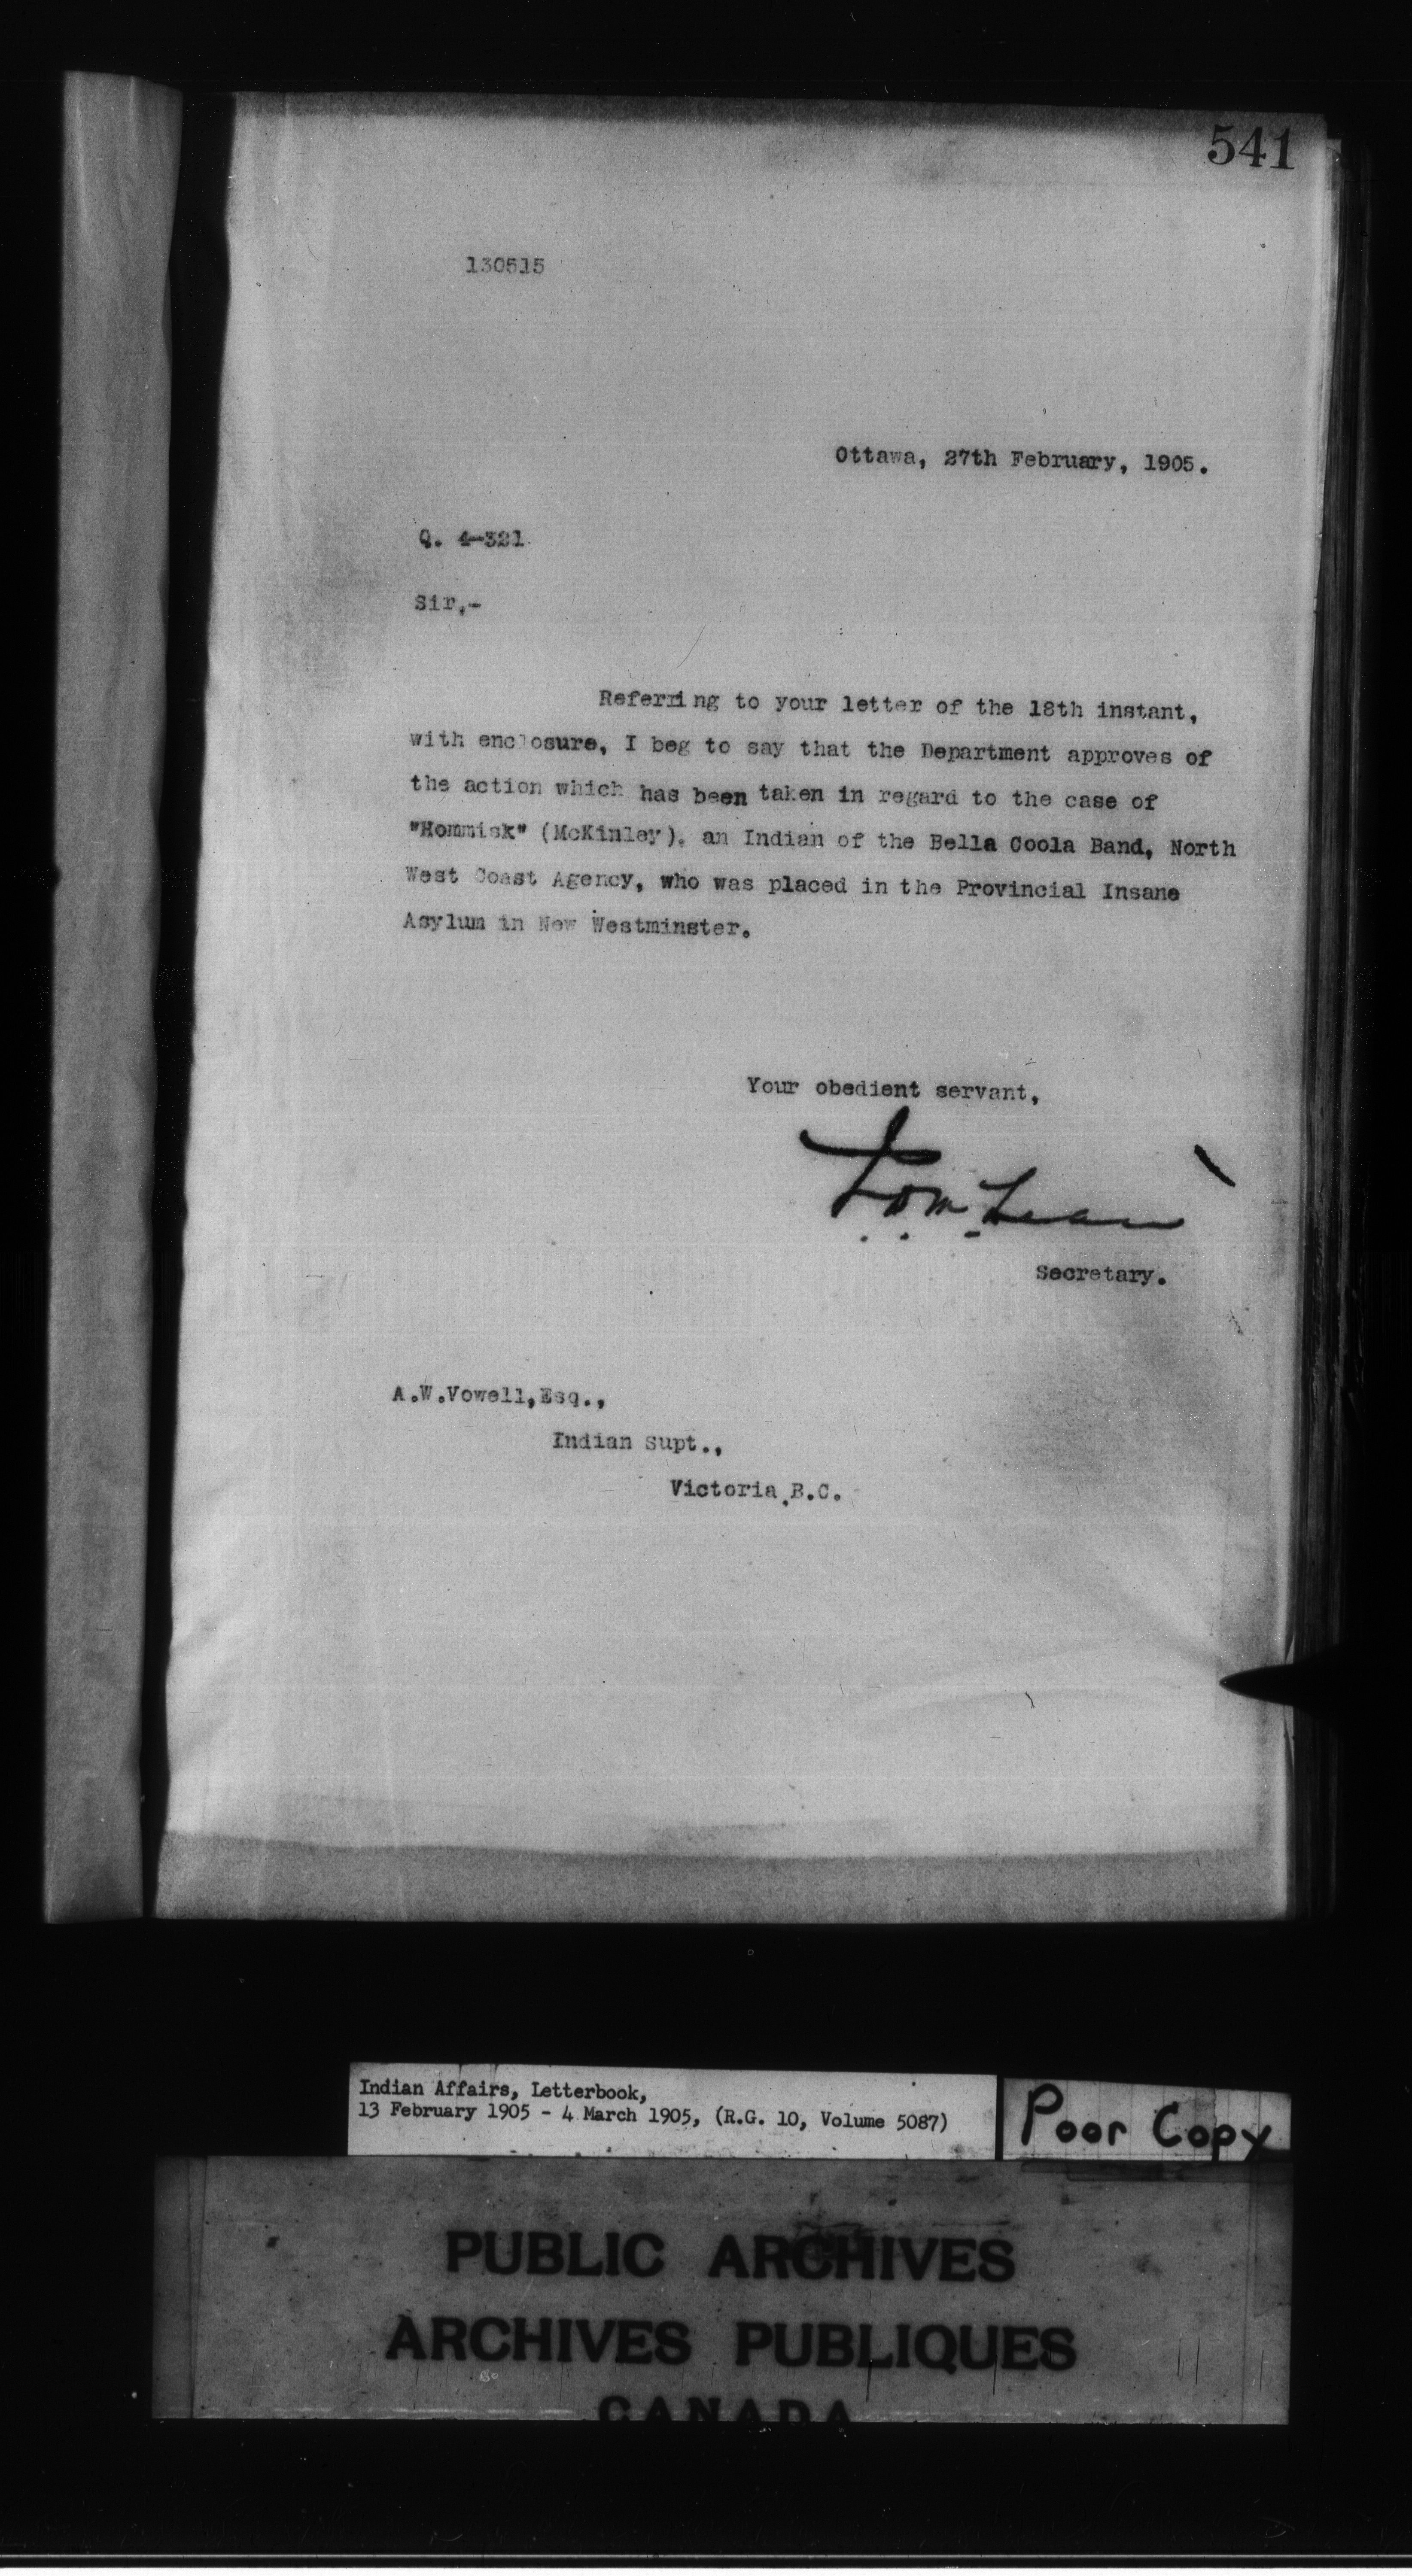 541
130515
Ottawa, 27th February, 1905.
Q. 4-321
Sir,-
Referring to your letter of the 18th instant,
with enclosure, I beg to say that the Department approves of
the action which has been taken in regard to the case of
"Hommisk" (McKinley). an Indian of the Bella Coola Band, North
West Coast Agency, who was placed in the Provincial Insane
Asylum in New Westminster.
Your obedient servant,
Secretary.
A.W.Vowell,Esq.,
Indian Supt.,
Victoria,B.C.
Indian Affairs, Letterbook,
13 February 1905 - 4 March 1905, (R.G. 10, Volume 5087)
Poor Copy
PUBLIC ARCHIVES
ARCHIVES PUBLIQUES
CANADA